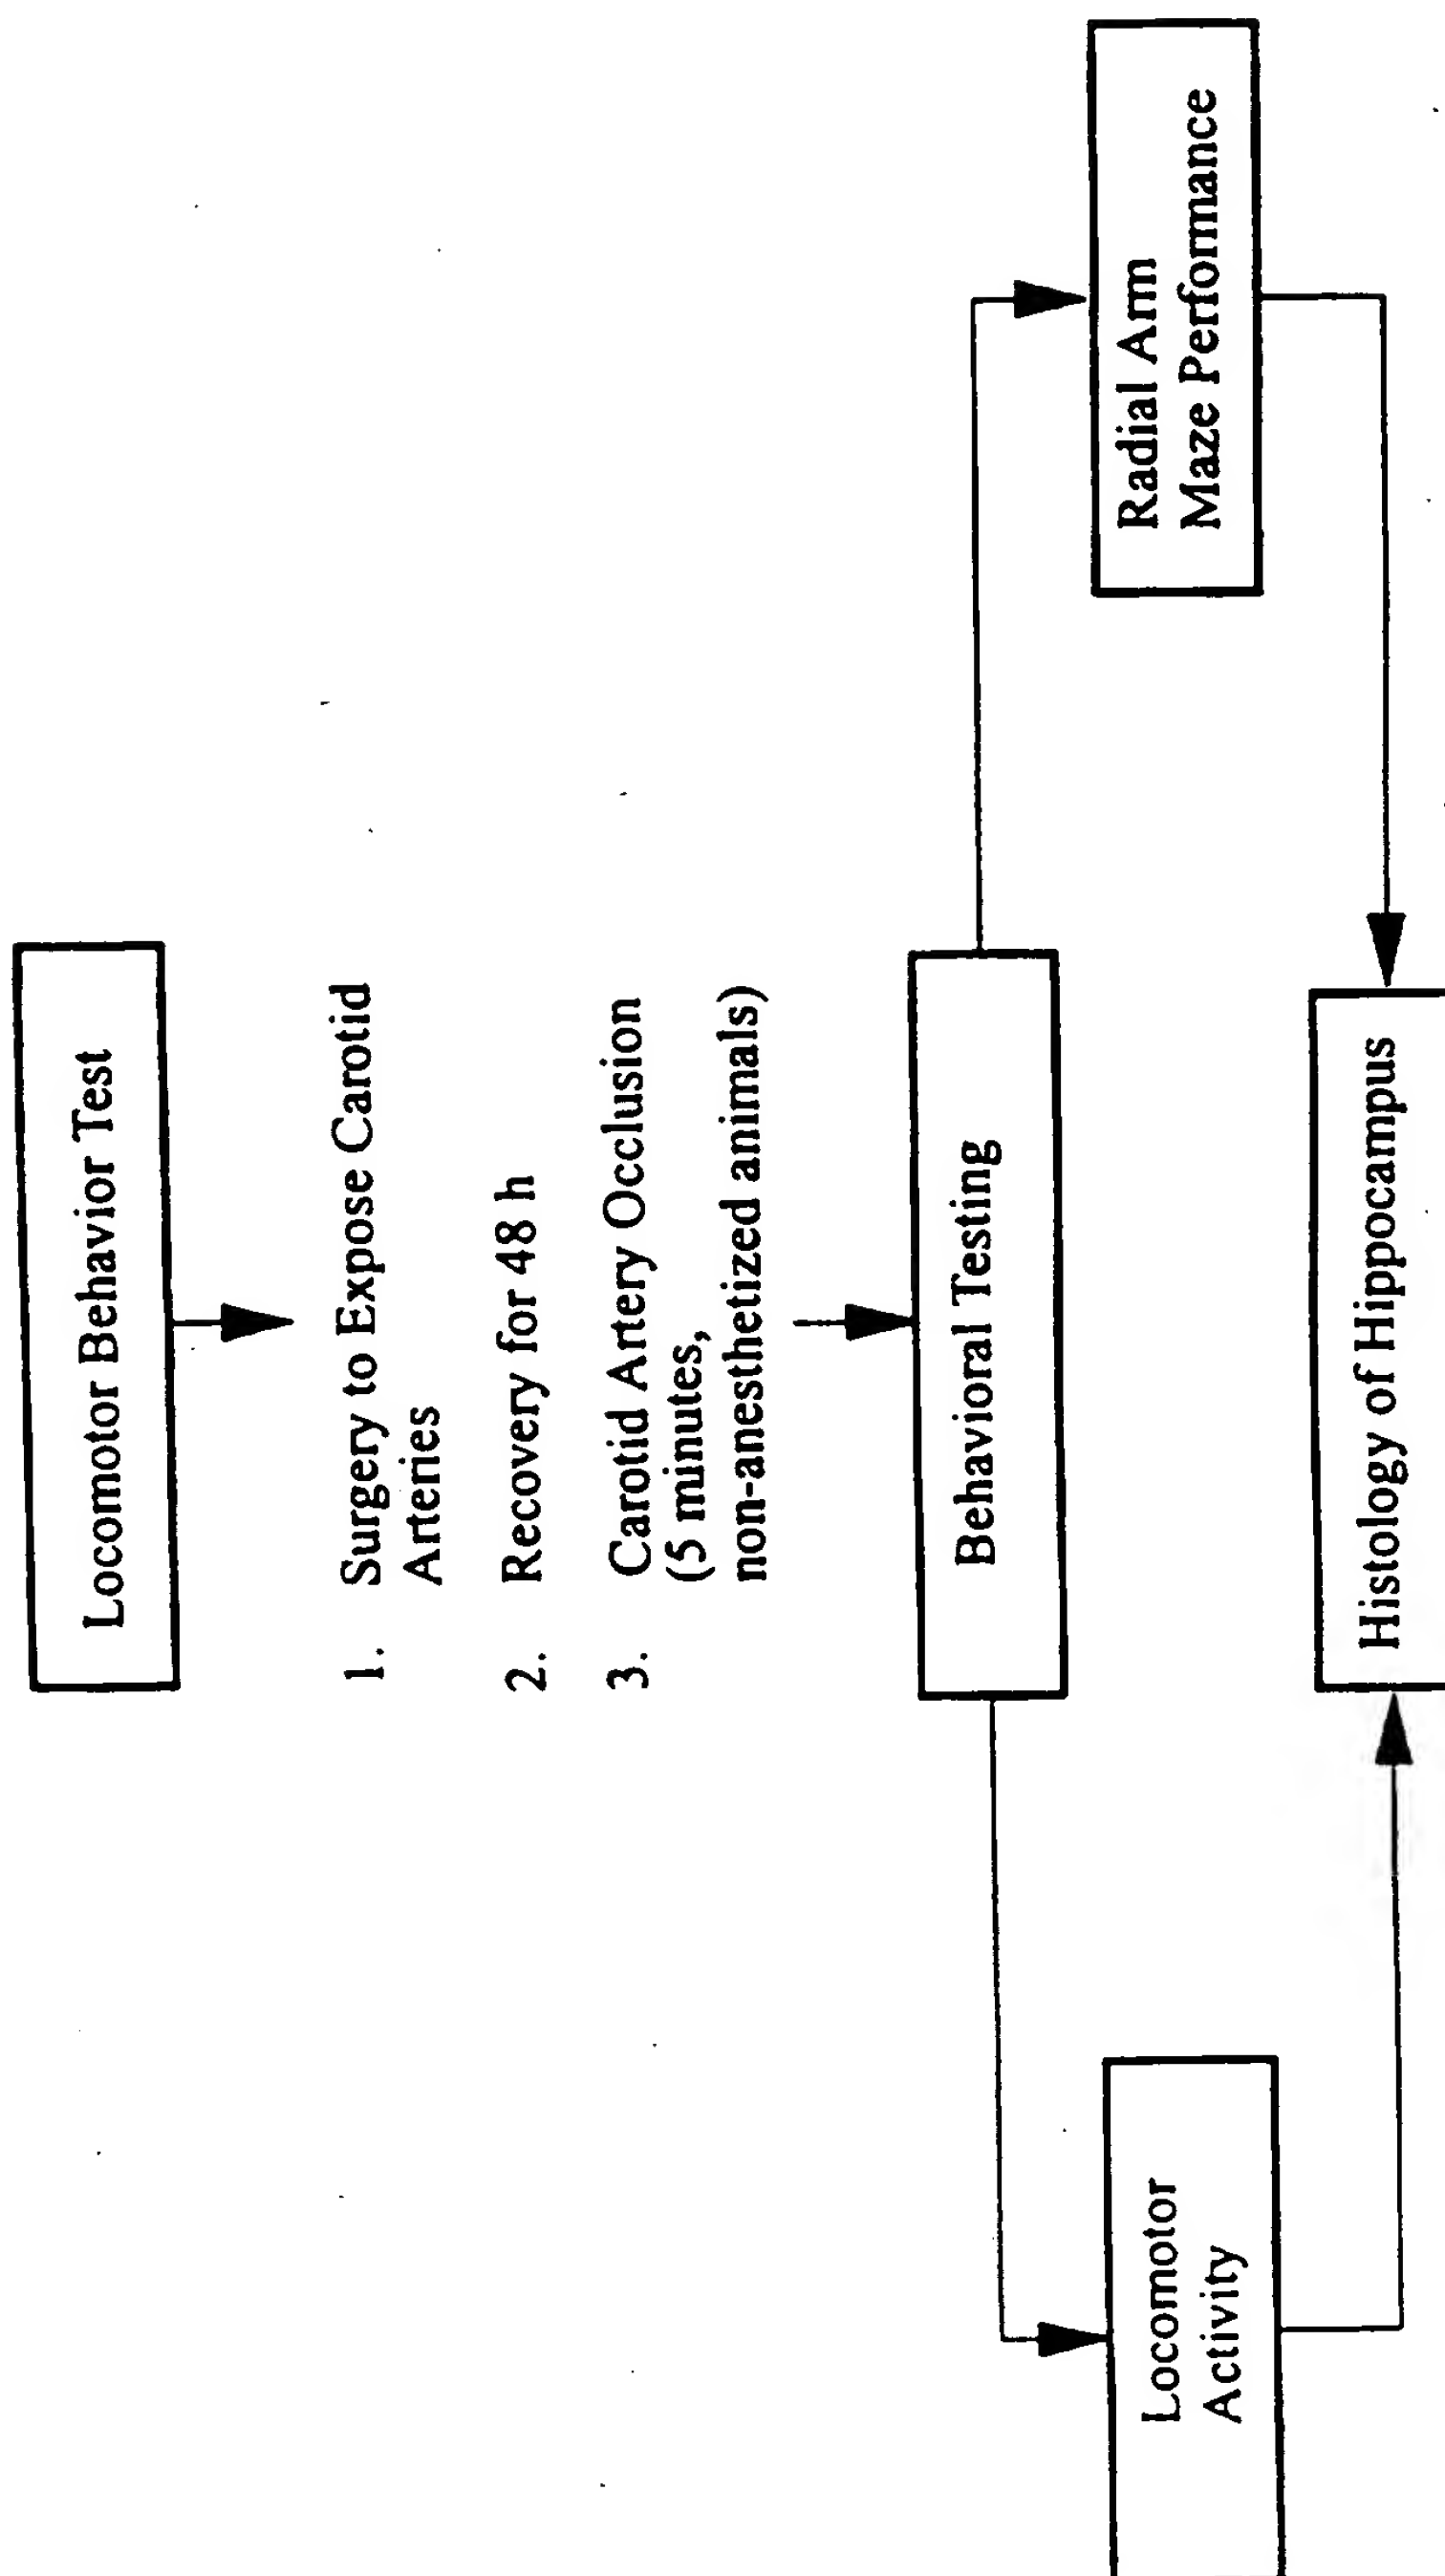 Locomotor Behavior Test
1. Surgery to Expose Carotid
Arteries
2. Recovery for 48 h
3. Carotid Artery Occlusion
(5 minutes,
non-anesthetized animals)
Behavioral Testing
Locomotor
Activity
Radial Arm
Maze Performance
Histology of Hippocampus